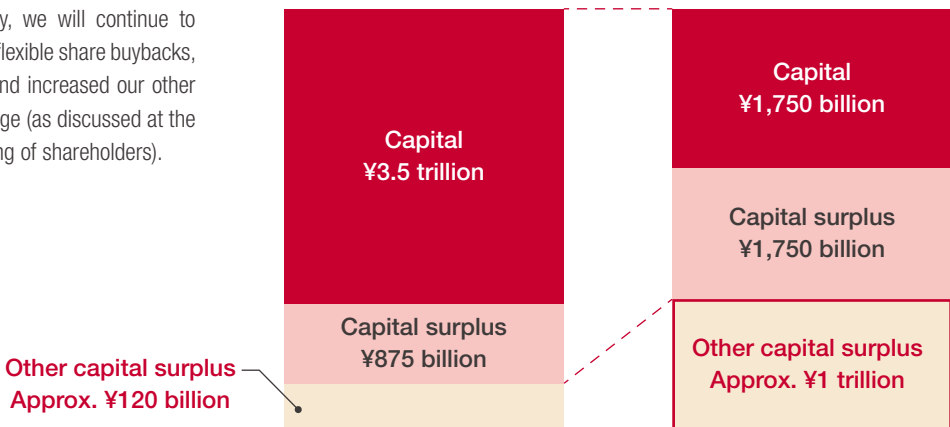 y, we will continue to
flexible share buybacks,
nd increased our other
ge (as discussed at the
ng of shareholders).
Capital
¥3.5 trillion
Capital surplus
¥875 billion
Other capital surplus
Approx. ¥120 billion
Capital
¥1,750 billion
Capital surplus
¥1,750 billion
Other capital surplus
Approx. ¥1 trillion